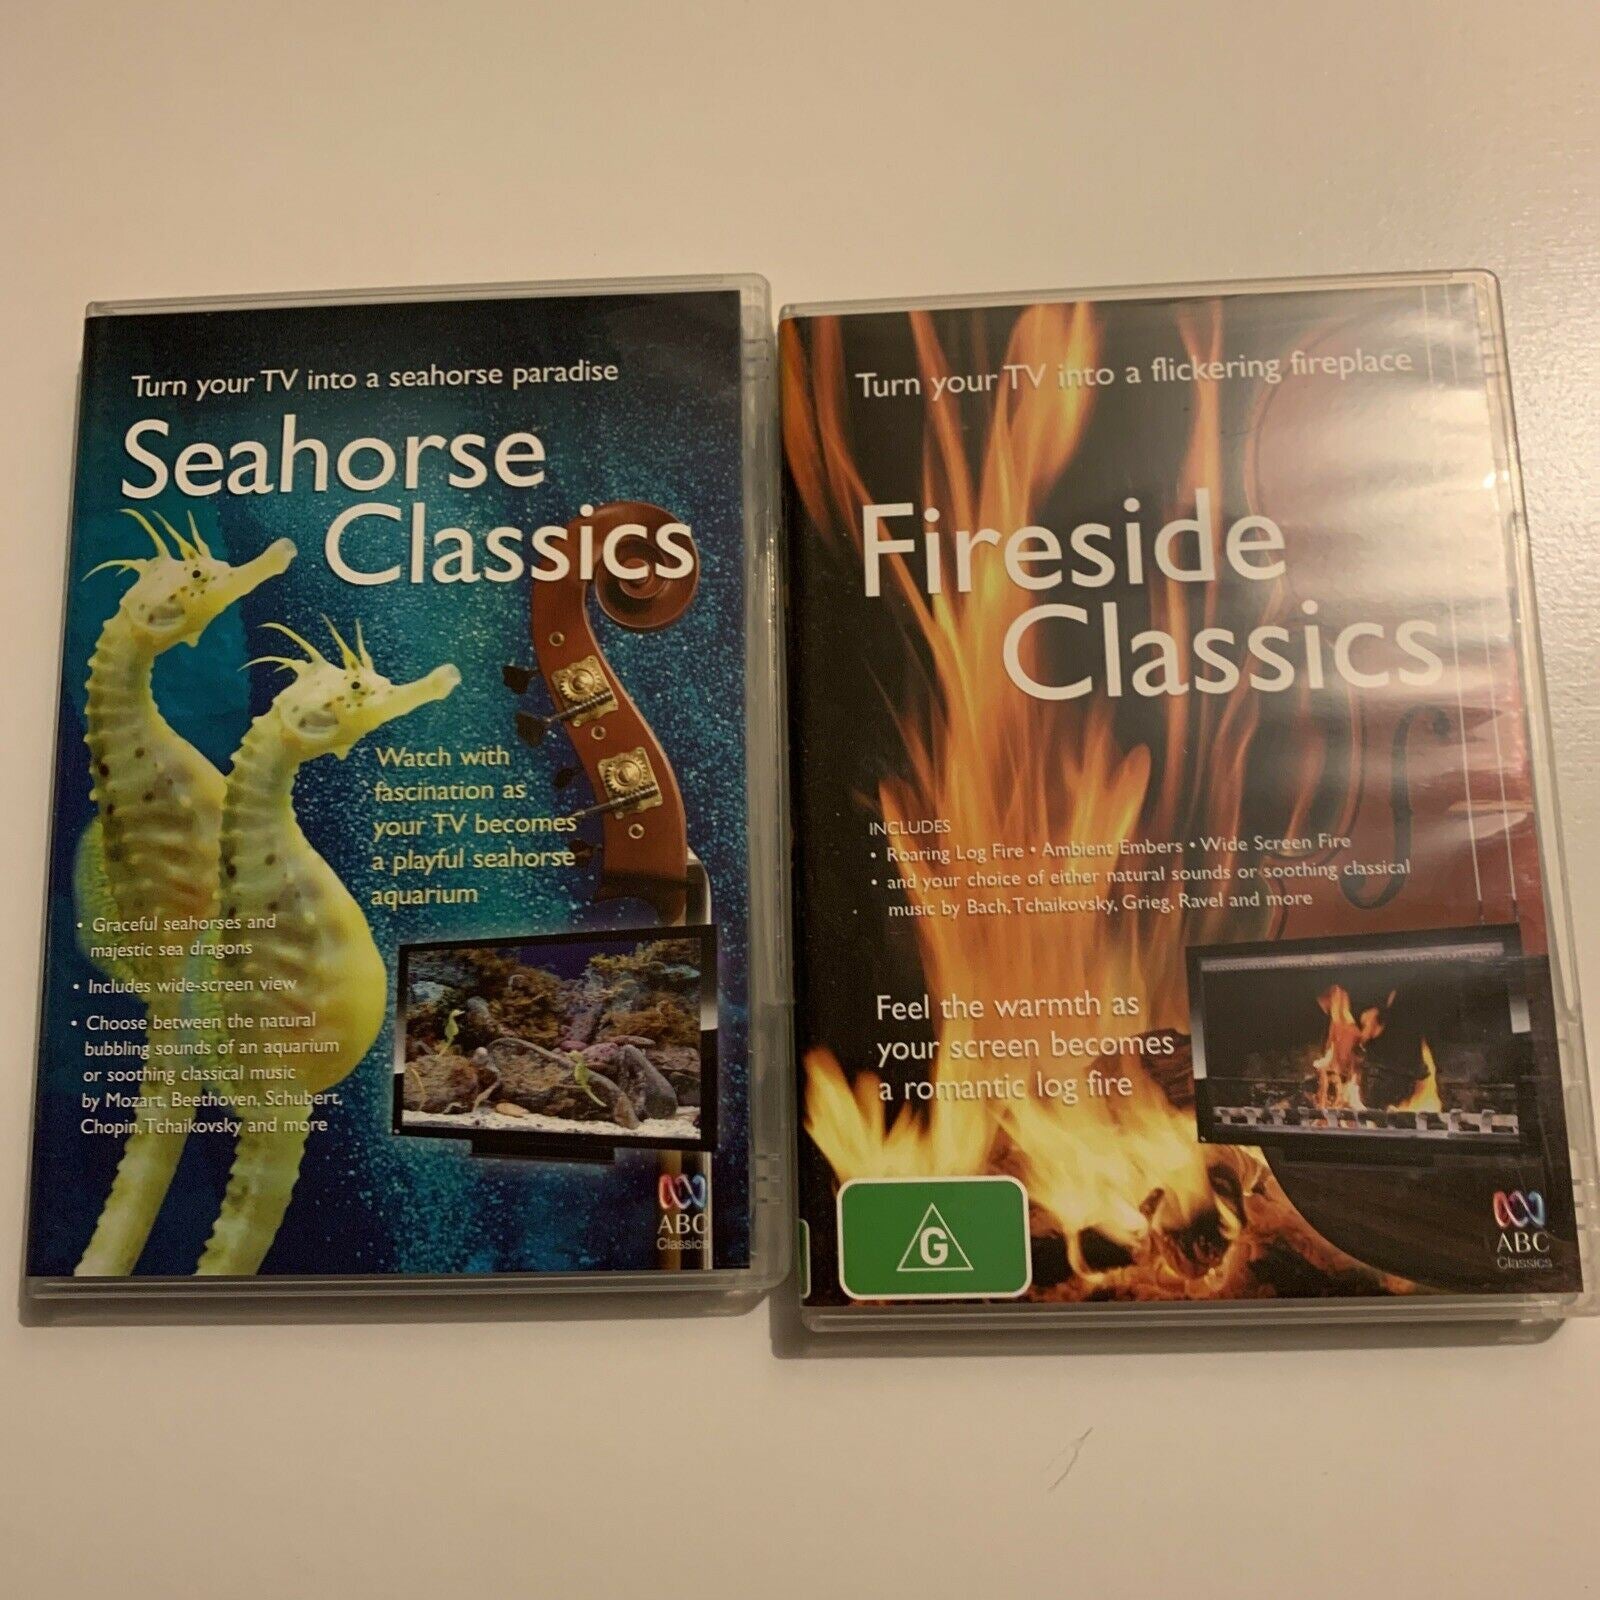 Turn your TV into a seahorse paradise
Seahorse
Classics
Watch with
fascination as
your TV becomes
a playful seahorse
aquarium
• Graceful seahorses and
majestic sea dragons
• Includes wide-screen view
• Choose between the natural
bubbling sounds of an aquarium
or soothing classical music
by Mozart, Beethoven, Schubert,
Chopin, Tchaikovsky and more
ABC
Classics
Turn your TV into a flickering fireplace
Fireside
Classics
INCLUDES
• Roaring Log Fire • Ambient Embers • Wide Screen Fire
• and your choice of either natural sounds or soothing classical
music by Bach, Tchaikovsky, Grieg, Ravel and more
Feel the warmth as
your screen becomes
a romantic log fire
G
ABC
Classics